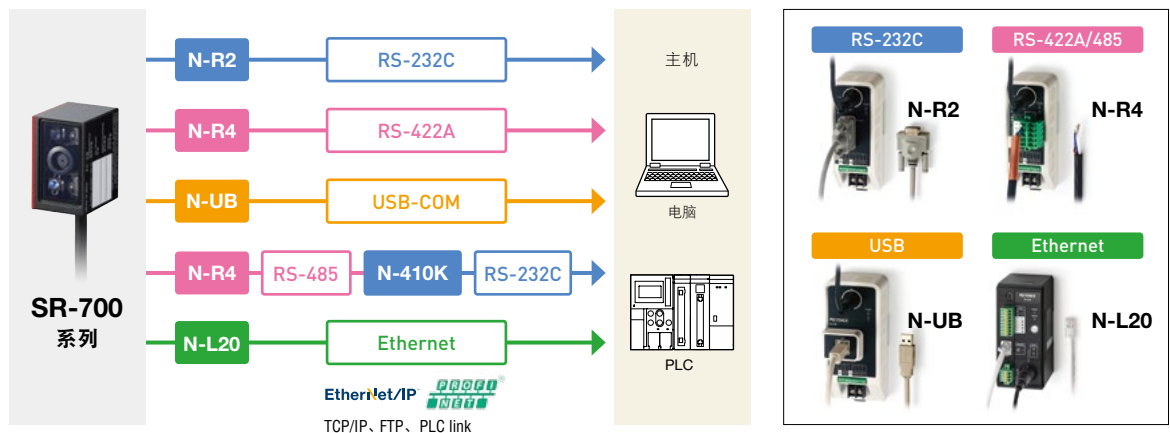 SR-700
系列
N-R2
RS-232C
N-R4
RS-422A
N-UB
USB-COM
N-R4
RS-485
N-410K
RS-232C
N-L20
Ethernet
EtherNet/IP
PROFI
NET
®
TCP/IP、FTP、PLC link
主机
电脑
PLC
RS-232C
N-R2
RS-422A/485
N-R4
USB
N-UB
Ethernet
N-L20